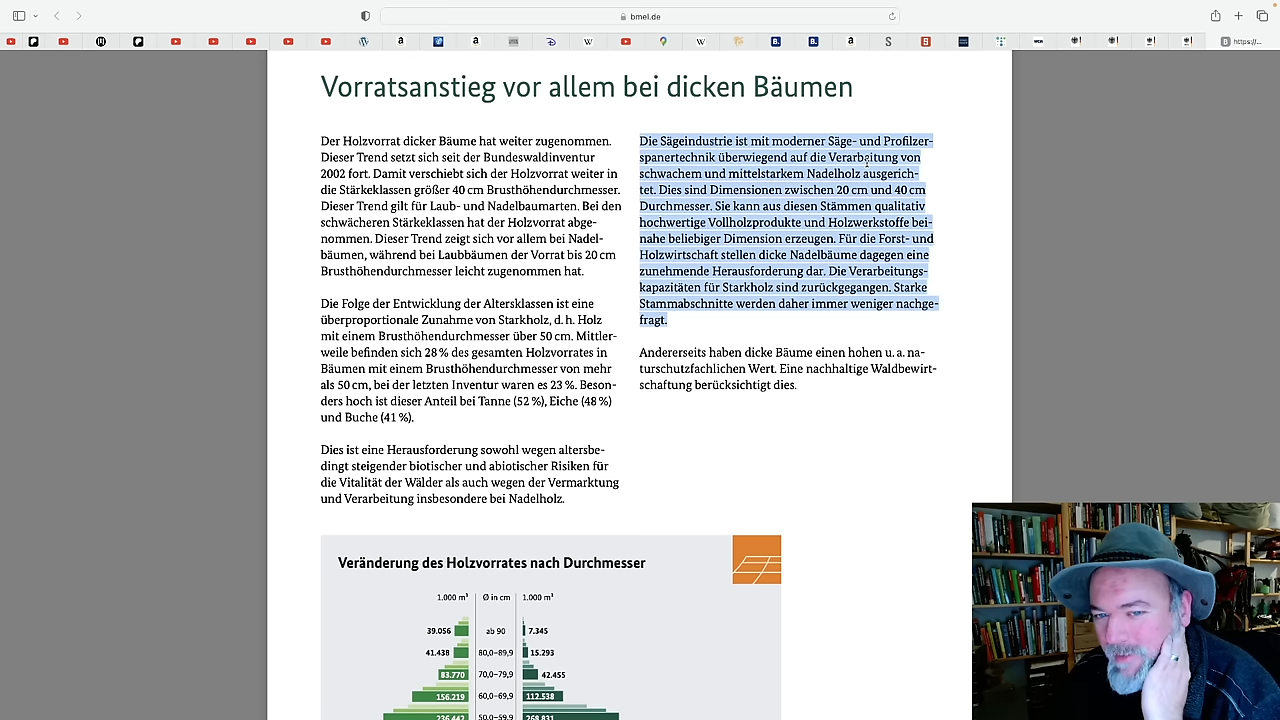 bmel.de
https://...
Vorratsanstieg vor allem bei dicken Bäumen
Der Holzvorrat dicker Bäume hat weiter zugenommen.
Dieser Trend setzt sich seit der Bundeswaldinventur
2002 fort. Damit verschiebt sich der Holzvorrat weiter in
die Stärkeklassen größer 40 cm Brusthöhendurchmesser.
Dieser Trend gilt für Laub- und Nadelbaumarten. Bei den
schwächeren Stärkeklassen hat der Holzvorrat abge-
nommen. Dieser Trend zeigt sich vor allem bei Nadel-
bäumen, während bei Laubbäumen der Vorrat bis 20 cm
Brusthöhendurchmesser leicht zugenommen hat.
Die Folge der Entwicklung der Altersklassen ist eine
überproportionale Zunahme von Starkholz, d. h. Holz
mit einem Brusthöhendurchmesser über 50 cm. Mittler-
weile befinden sich 28 % des gesamten Holzvorrates in
Bäumen mit einem Brusthöhendurchmesser von mehr
als 50 cm, bei der letzten Inventur waren es 23 %. Beson-
ders hoch ist dieser Anteil bei Tanne (52 %), Eiche (48 %)
und Buche (41 %).
Dies ist eine Herausforderung sowohl wegen altersbe-
dingt steigender biotischer und abiotischer Risiken für
die Vitalität der Wälder als auch wegen der Vermarktung
und Verarbeitung insbesondere bei Nadelholz.
Die Sägeindustrie ist mit moderner Säge- und Profilzer-
spanertechnik überwiegend auf die Verarbeitung von
schwachem und mittelstarkem Nadelholz ausgerich-
tet. Dies sind Dimensionen zwischen 20 cm und 40 cm
Durchmesser. Sie kann aus diesen Stämmen qualitativ
hochwertige Vollholzprodukte und Holzwerkstoffe bei-
nahe beliebiger Dimension erzeugen. Für die Forst- und
Holzwirtschaft stellen dicke Nadelbäume dagegen eine
zunehmende Herausforderung dar. Die Verarbeitungs-
kapazitäten für Starkholz sind zurückgegangen. Starke
Stammabschnitte werden daher immer weniger nachge-
fragt.
Andererseits haben dicke Bäume einen hohen u. a. na-
turschutzfachlichen Wert. Eine nachhaltige Waldbewirt-
schaftung berücksichtigt dies.
Veränderung des Holzvorrates nach Durchmesser
1.000 m³ Ø in cm 1.000 m³
39.056 ab 90 7.345
41.438 80,0–89,9 15.293
83.770 70,0–79,9 42.455
156.219 60,0–69,9 112.538
236.442 50,0–59,9 268.831